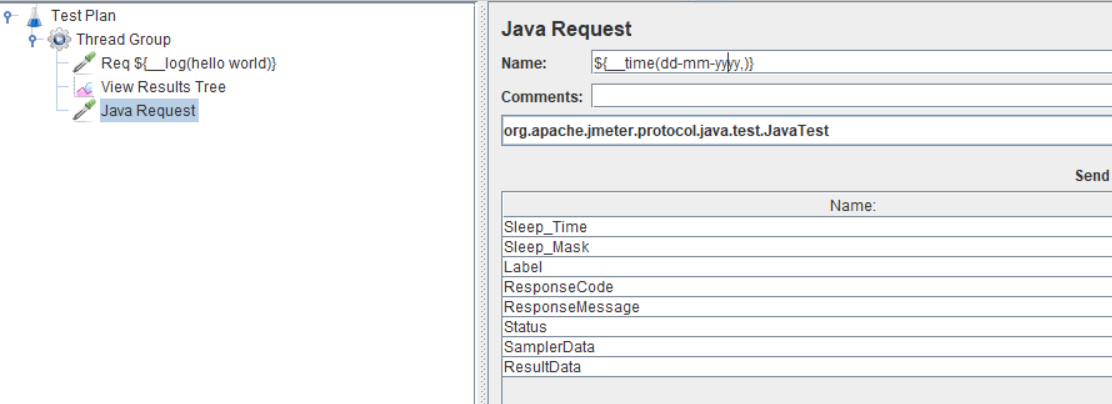 Test Plan
Thread Group
Req ${__log(hello world)}
View Results Tree
Java Request
Java Request
Name: ${__time(dd-mm-yyyy,)}
Comments:
org.apache.jmeter.protocol.java.test.JavaTest
Send
Name:
Sleep_Time
Sleep_Mask
Label
ResponseCode
ResponseMessage
Status
SamplerData
ResultData